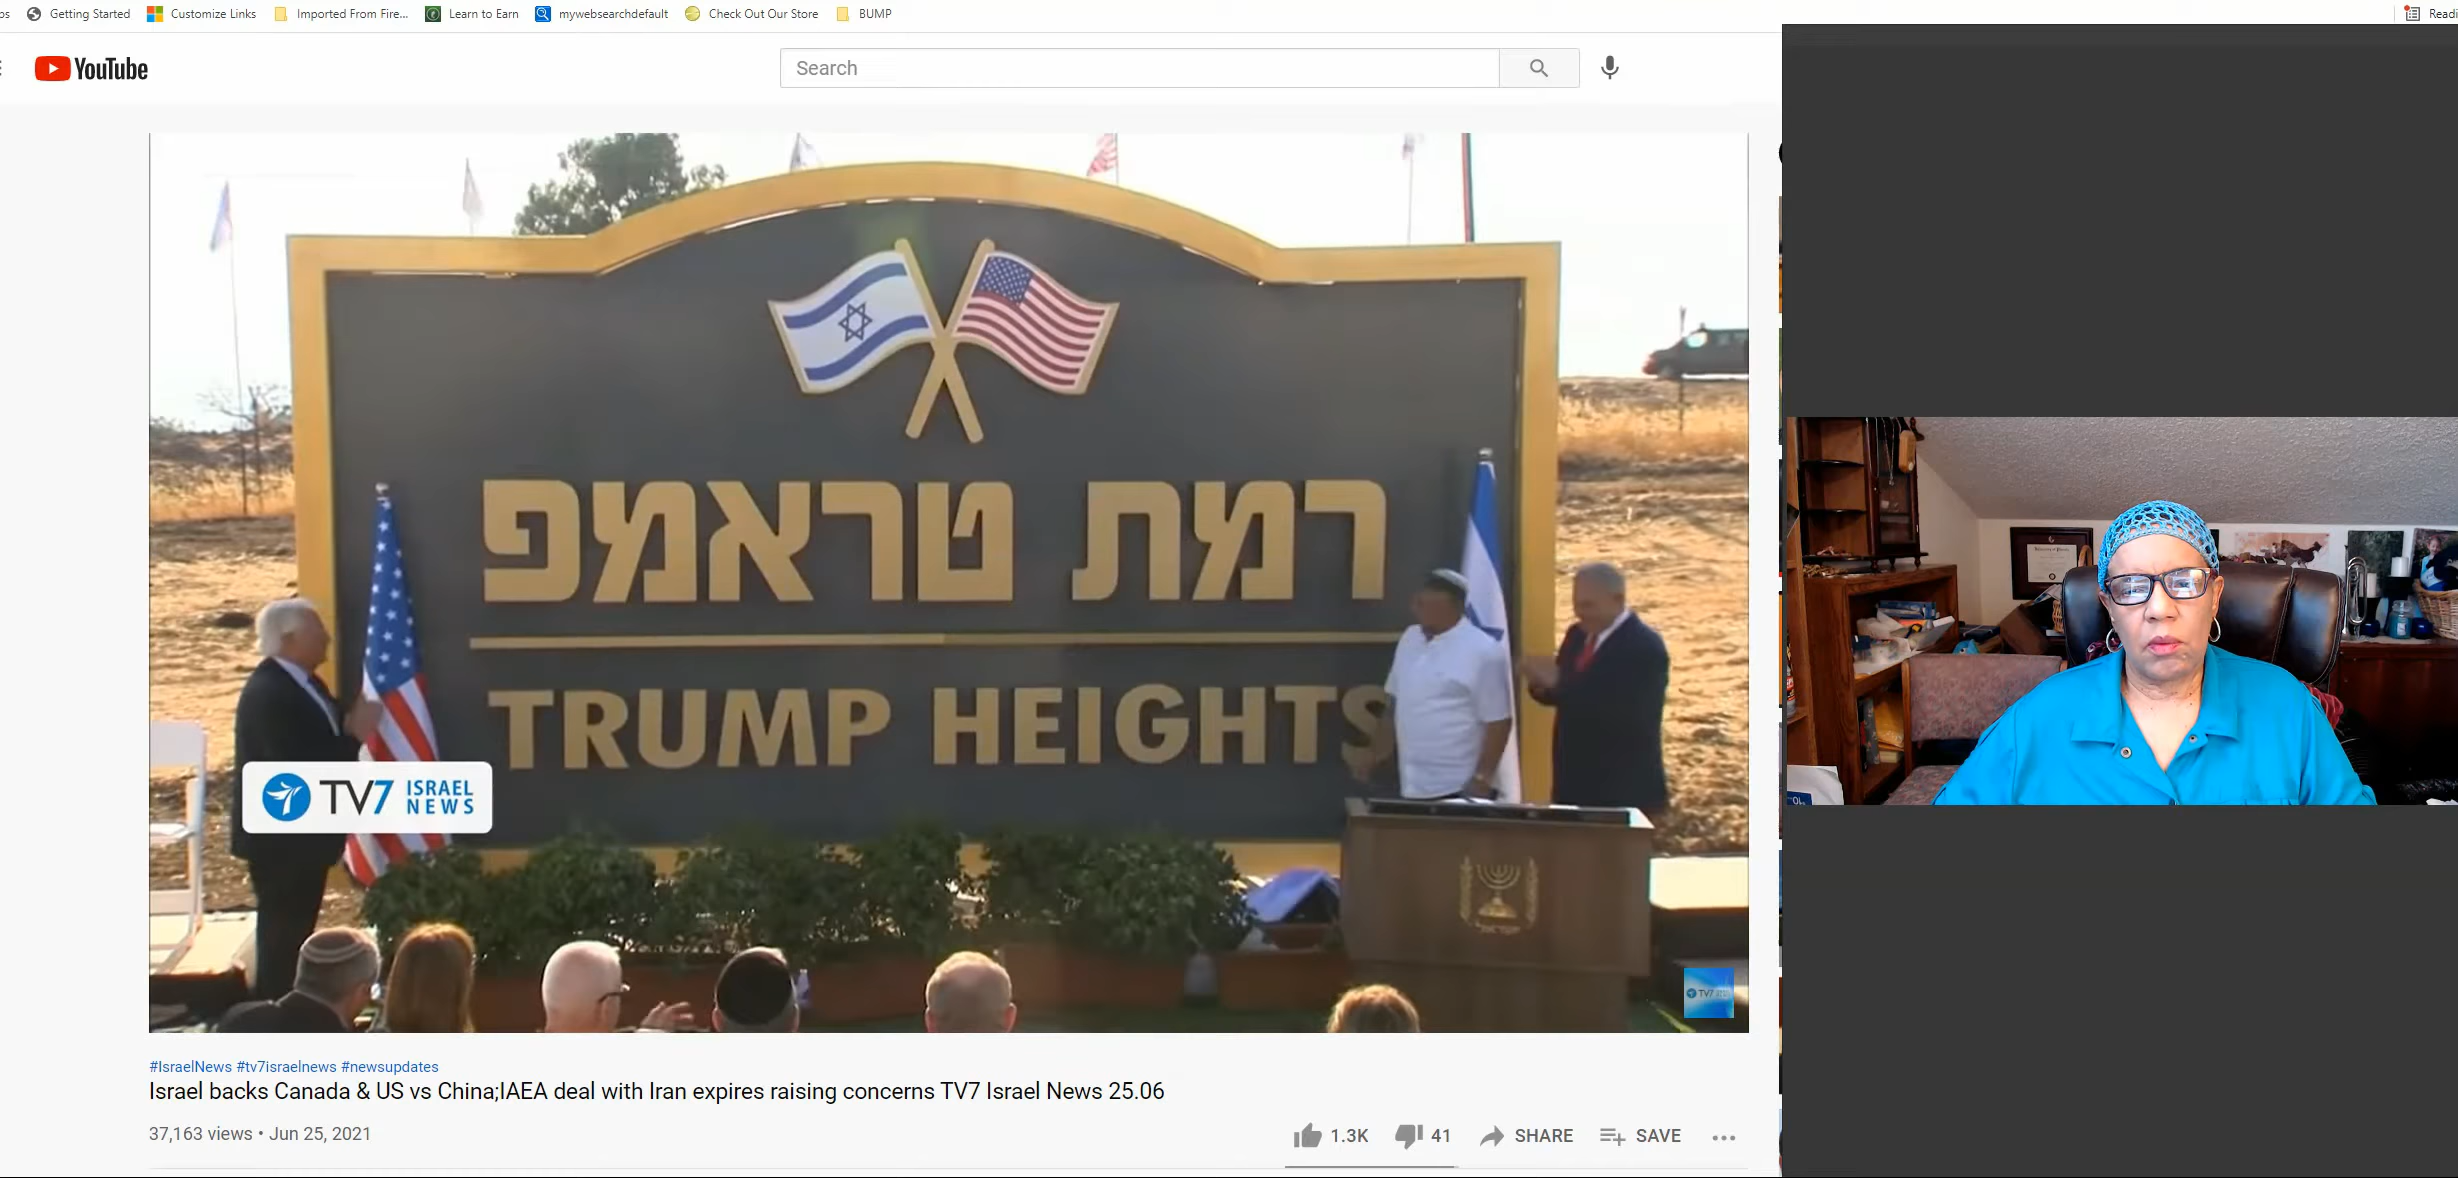 Getting Started
Customize Links
Imported From Fire...
Learn to Earn
mywebsearchdefault
Check Out Our Store
BUMP
YouTube
Search
רמת טראמפ
TRUMP HEIGHTS
TV7 ISRAEL NEWS
TV7
#IsraelNews #tv7israelnews #newsupdates
Israel backs Canada & US vs China;IAEA deal with Iran expires raising concerns TV7 Israel News 25.06
37,163 views • Jun 25, 2021
1.3K
41
SHARE
SAVE